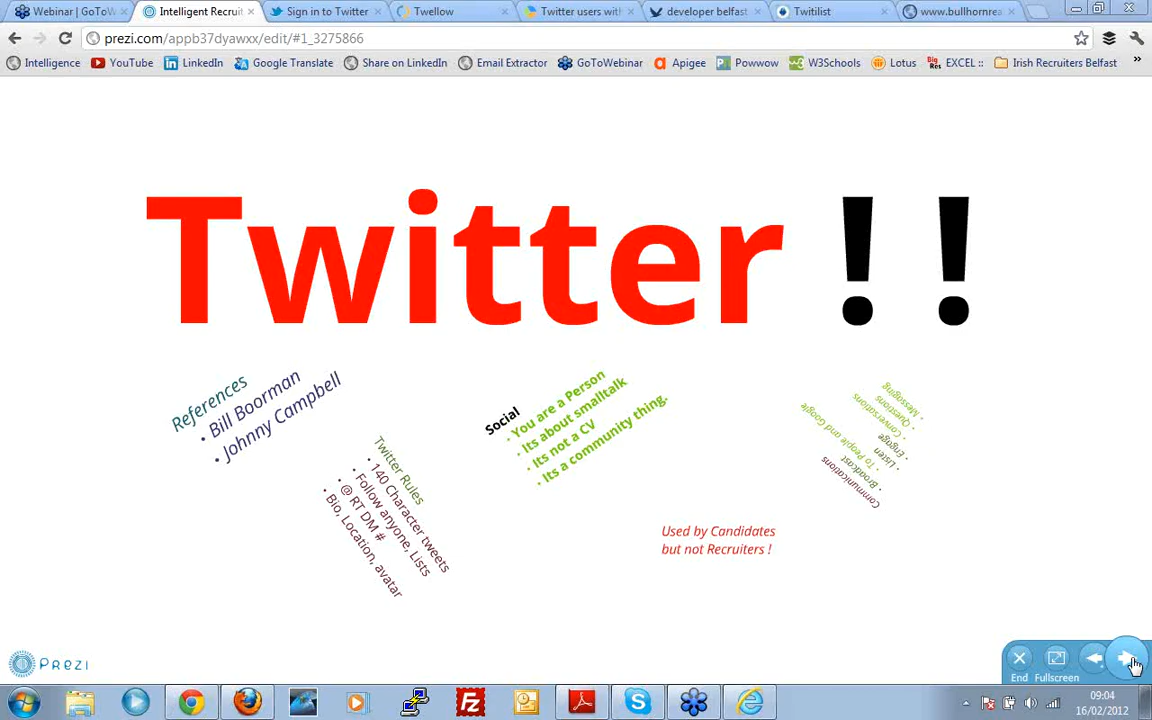 Webinar | GoToW
Intelligent Recruit
Sign in to Twitter
Twellow
Twitter users with
developer belfast
Twitilist
www.bullhornrea
prezi.com/appb37dyawxx/edit/#1_3275866
Intelligence
YouTube
LinkedIn
Google Translate
Share on LinkedIn
Email Extractor
GoToWebinar
Apigee
Powwow
W3Schools
Lotus
EXCEL ::
Irish Recruiters Belfast
Twitter !!
References
• Bill Boorman
• Johnny Campbell
Twitter Rules
• 140 Character tweets
• Follow anyone, Lists
• @ RT DM #
• Bio, Location, avatar
Social
• You are a Person
• Its about smalltalk
• Its not a CV
• Its a community thing.
Communications
• Broadcast
• To People and Google
• Listen
• Engage
• Conversations
• Questions
• Messaging
Used by Candidates
but not Recruiters !
Prezi
End
Fullscreen
09:04
16/02/2012